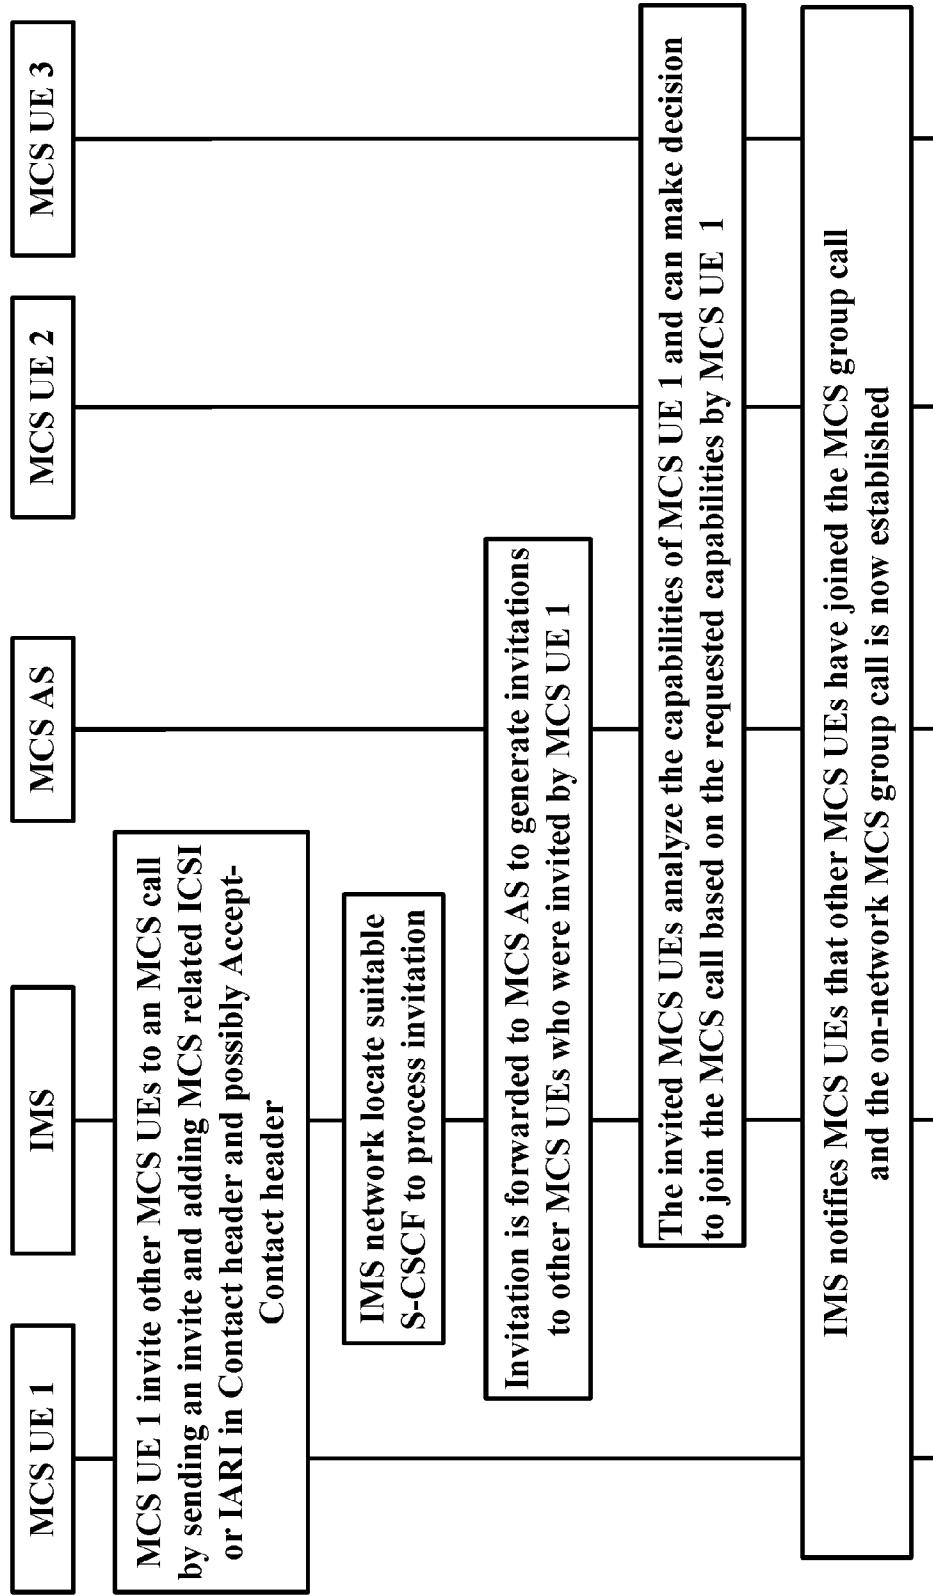 MCS UE 1
IMS
MCS AS
MCS UE 2
MCS UE 3
MCS UE 1 invite other MCS UEs to an MCS call
by sending an invite and adding MCS related ICSI
or IARI in Contact header and possibly Accept-
Contact header
IMS network locate suitable
S-CSCF to process invitation
Invitation is forwarded to MCS AS to generate invitations
to other MCS UEs who were invited by MCS UE 1
The invited MCS UEs analyze the capabilities of MCS UE 1 and can make decision
to join the MCS call based on the requested capabilities by MCS UE 1
IMS notifies MCS UEs that other MCS UEs have joined the MCS group call
and the on-network MCS group call is now established